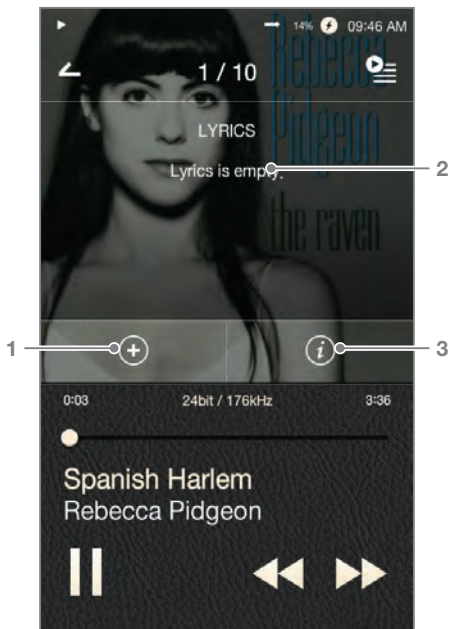 14% 09:46 AM
1 / 10
Rebecca
Pidgeon
the raven
LYRICS
Lyrics is empty.
2
1
3
i
0:03 24bit / 176kHz 3:36
Spanish Harlem
Rebecca Pidgeon